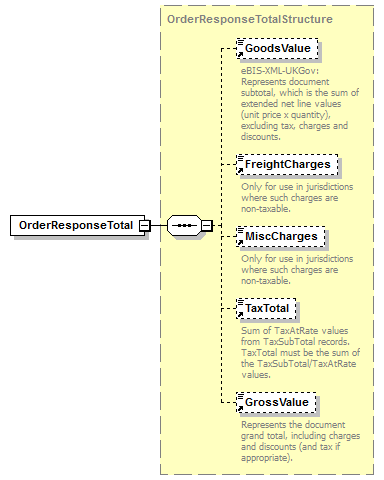 OrderResponseTotalStructure
GoodsValue
eBIS-XML-UKGov:
Represents document
subtotal, which is the sum of
extended net line values
(unit price x quantity),
excluding tax, charges and
discounts.
FreightCharges
Only for use in jurisdictions
where such charges are
non-taxable.
OrderResponseTotal
MiscCharges
Only for use in jurisdictions
where such charges are
non-taxable.
TaxTotal
Sum of TaxAtRate values
from TaxSubTotal records.
TaxTotal must be the sum of
the TaxSubTotal/TaxAtRate
values.
GrossValue
Represents the document
grand total, including charges
and discounts (and tax if
appropriate).